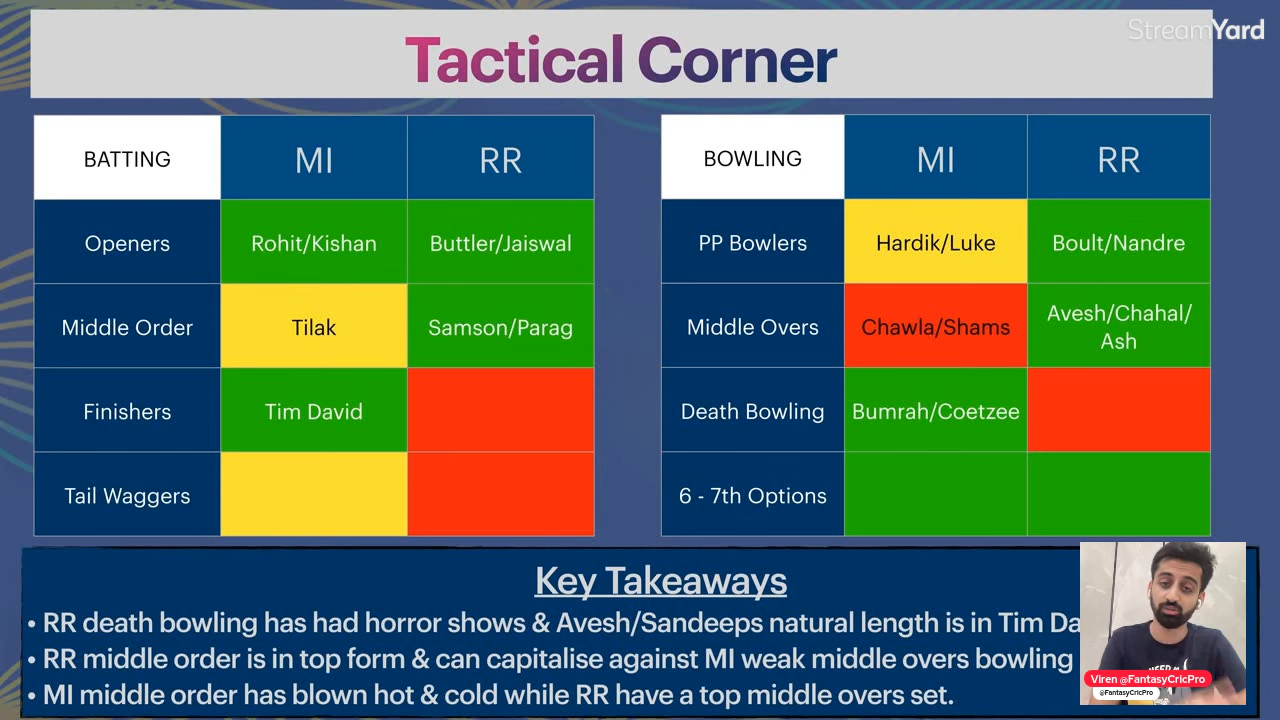 StreamYard
Tactical Corner
BATTING MI RR
Openers Rohit/Kishan Buttler/Jaiswal
Middle Order Tilak Samson/Parag
Finishers Tim David
Tail Waggers
BOWLING MI RR
PP Bowlers Hardik/Luke Boult/Nandre
Middle Overs Chawla/Shams Avesh/Chahal/
Ash
Death Bowling Bumrah/Coetzee
6 - 7th Options
Key Takeaways
• RR death bowling has had horror shows & Avesh/Sandeeps natural length is in Tim Da
• RR middle order is in top form & can capitalise against MI weak middle overs bowling
• MI middle order has blown hot & cold while RR have a top middle overs set.
Viren @FantasyCricPro
@FantasyCricPro